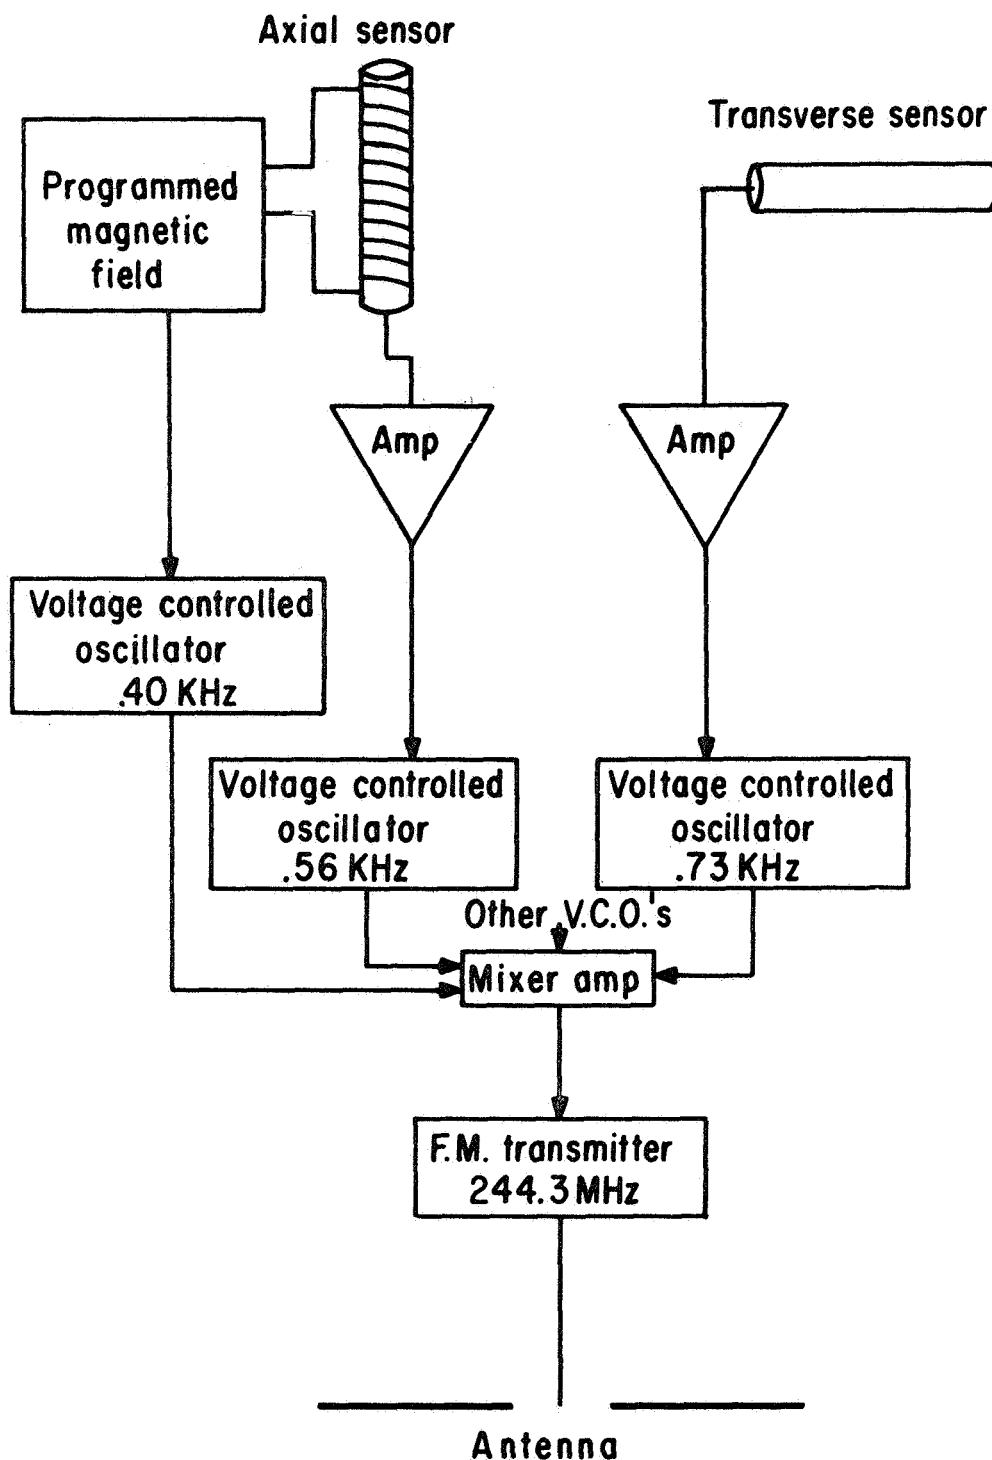 Axial sensor
Transverse sensor
Programmed
magnetic
field
Amp
Amp
Voltage controlled
oscillator
.40 KHz
Voltage controlled
oscillator
.56 KHz
Voltage controlled
oscillator
.73 KHz
Other V.C.O.'s
Mixer amp
F.M. transmitter
244.3 MHz
Antenna